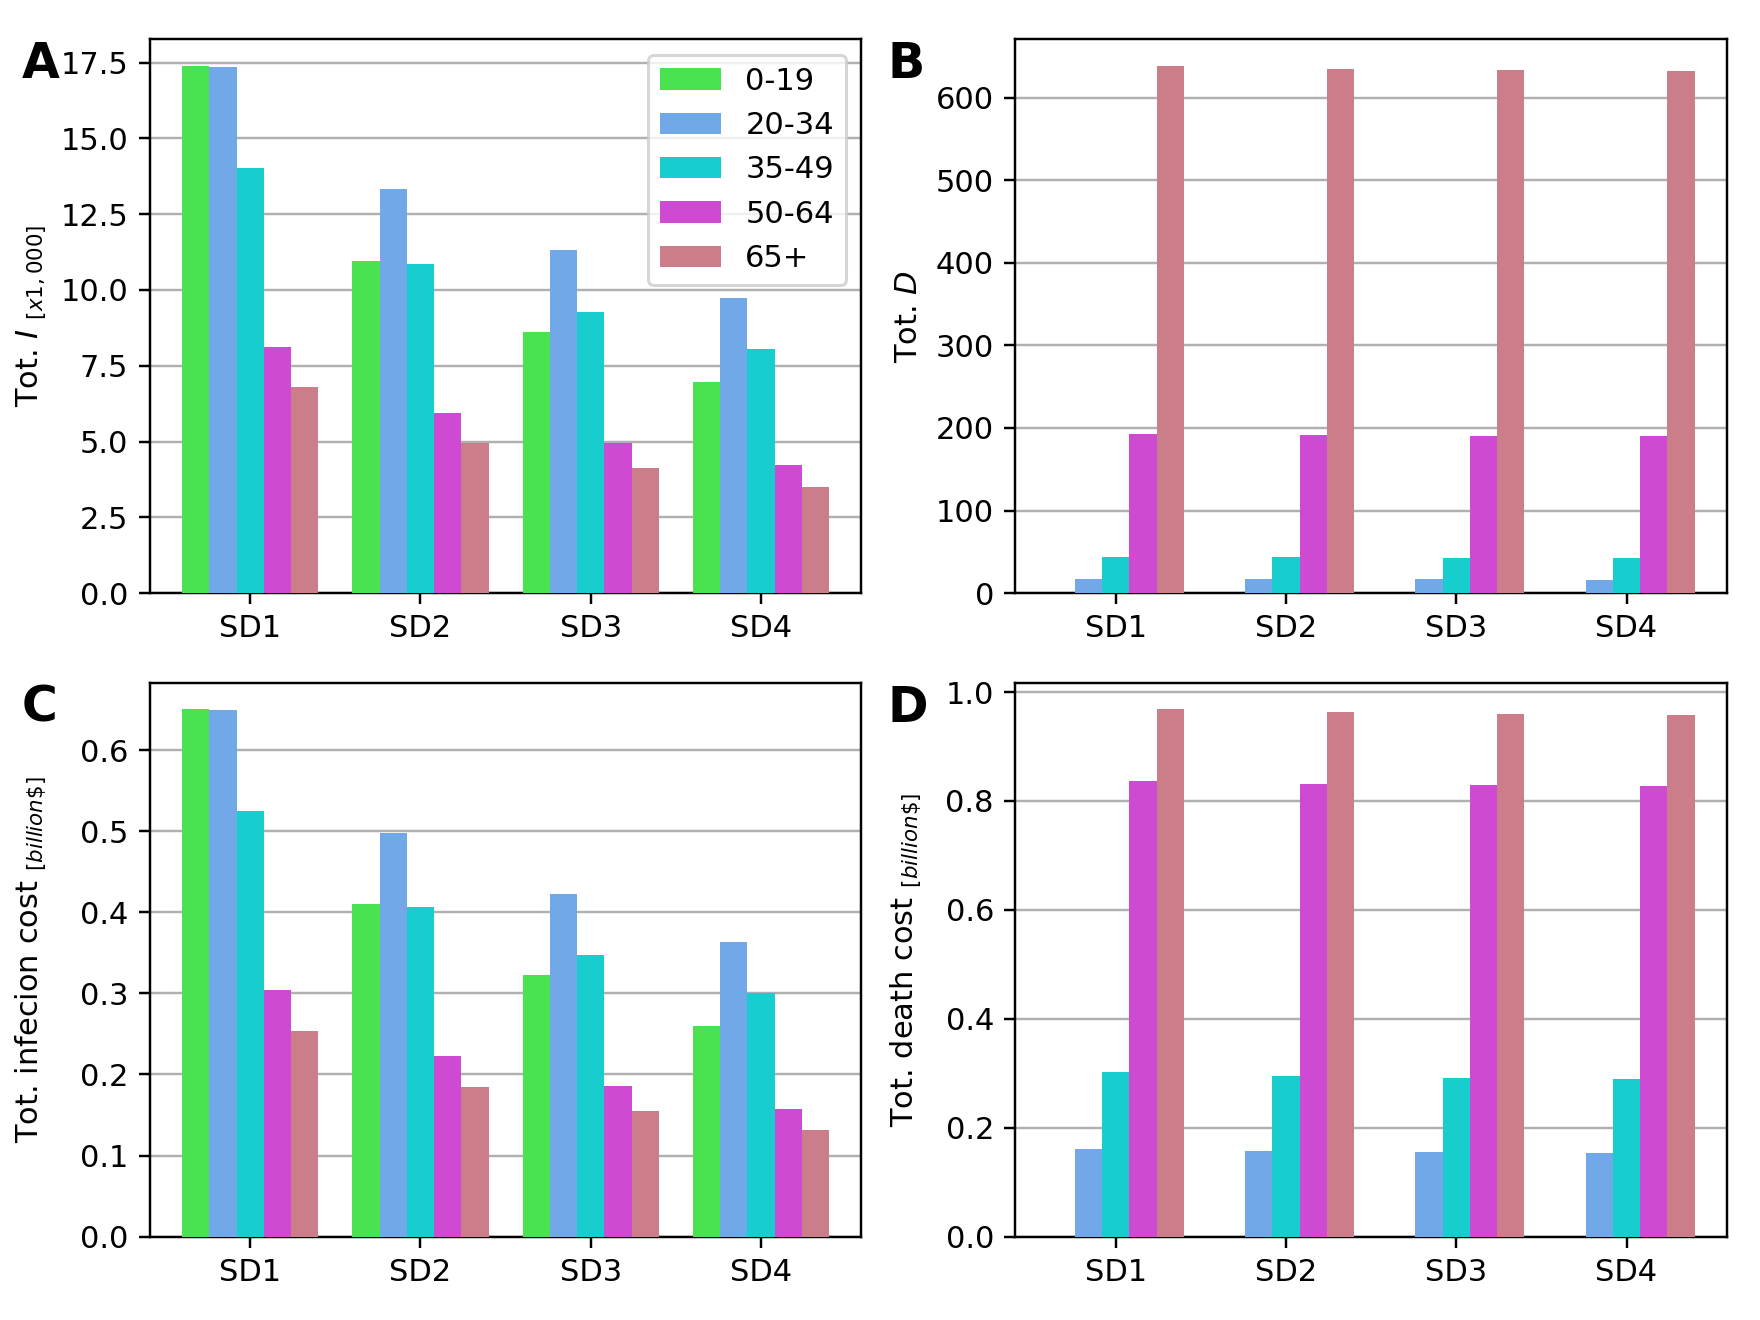 A
17.5
15.0
12.5
10.0
7.5
5.0
2.5
0.0
Tot. I [x1,000]
0-19
20-34
35-49
50-64
65+
SD1 SD2 SD3 SD4
B
600
500
400
300
200
100
0
Tot. D
SD1 SD2 SD3 SD4
C
0.6
0.5
0.4
0.3
0.2
0.1
0.0
Tot. infecion cost [billion$]
SD1 SD2 SD3 SD4
D
1.0
0.8
0.6
0.4
0.2
0.0
Tot. death cost [billion$]
SD1 SD2 SD3 SD4